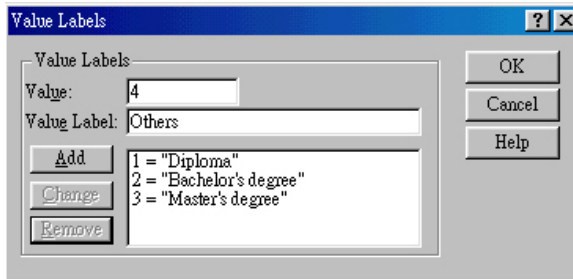 Value Labels
? X
Value Labels
Value: 4
Value Label: Others
Add
Change
Remove
1 = "Diploma"
2 = "Bachelor's degree"
3 = "Master's degree"
OK
Cancel
Help